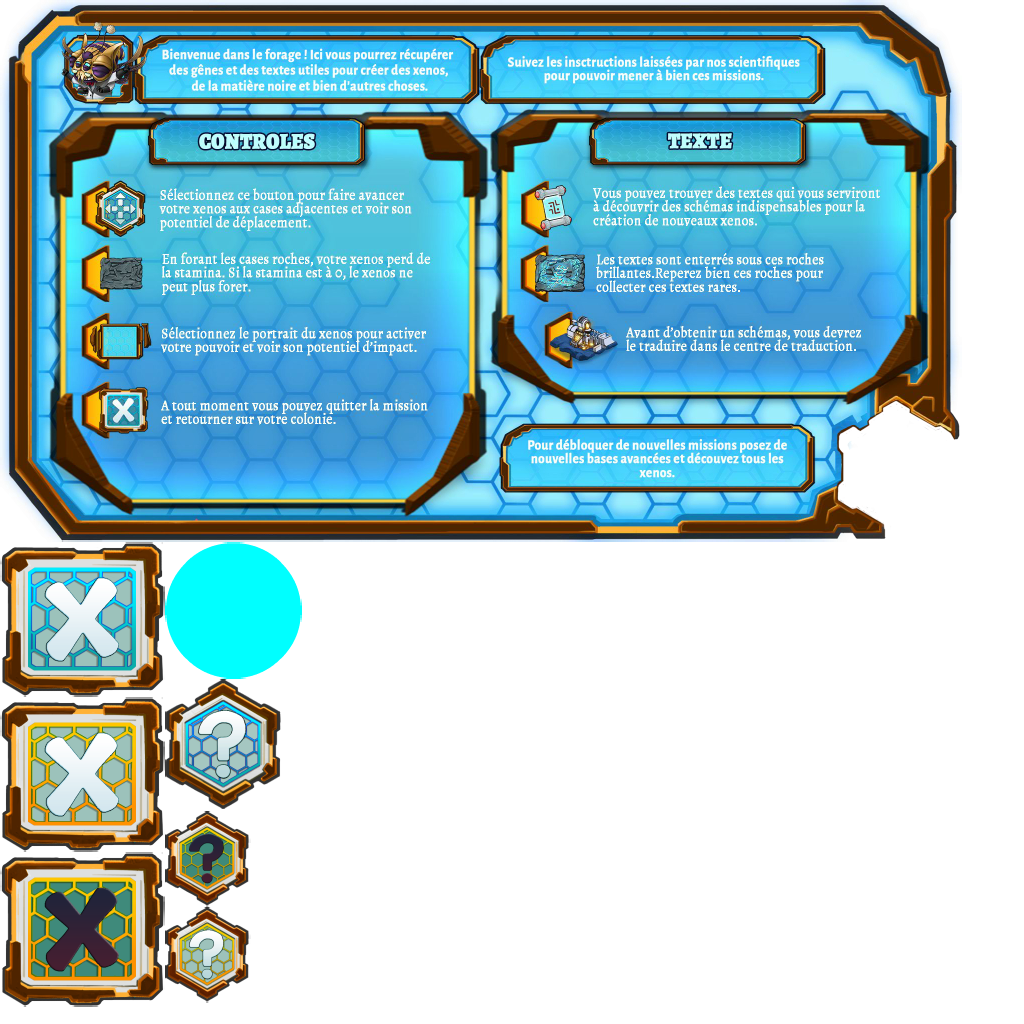 Bienvenue dans le forage ! Ici vous pourrez récupérer
des gênes et des textes utiles pour créer des xenos,
de la matière noire et bien d'autres choses.
Suivez les insctructions laissées par nos scientifiques
pour pouvoir mener à bien ces missions.
CONTROLES
Sélectionnez ce bouton pour faire avancer
votre xenos aux cases adjacentes et voir son
potentiel de déplacement.
En forant les cases roches, votre xenos perd de
la stamina. Si la stamina est à 0, le xenos ne
peut plus forer.
Sélectionnez le portrait du xenos pour activer
votre pouvoir et voir son potentiel d'impact.
A tout moment vous pouvez quitter la mission
et retourner sur votre colonie.
TEXTE
Vous pouvez trouver des textes qui vous serviront
à découvrir des schémas indispensables pour la
création de nouveaux xenos.
Les textes sont enterrés sous ces roches
brillantes.Reperez bien ces roches pour
collecter ces textes rares.
Avant d'obtenir un schémas, vous devrez
le traduire dans le centre de traduction.
Pour débloquer de nouvelles missions posez de
nouvelles bases avancées et découvez tous les
xenos.
?
?
?